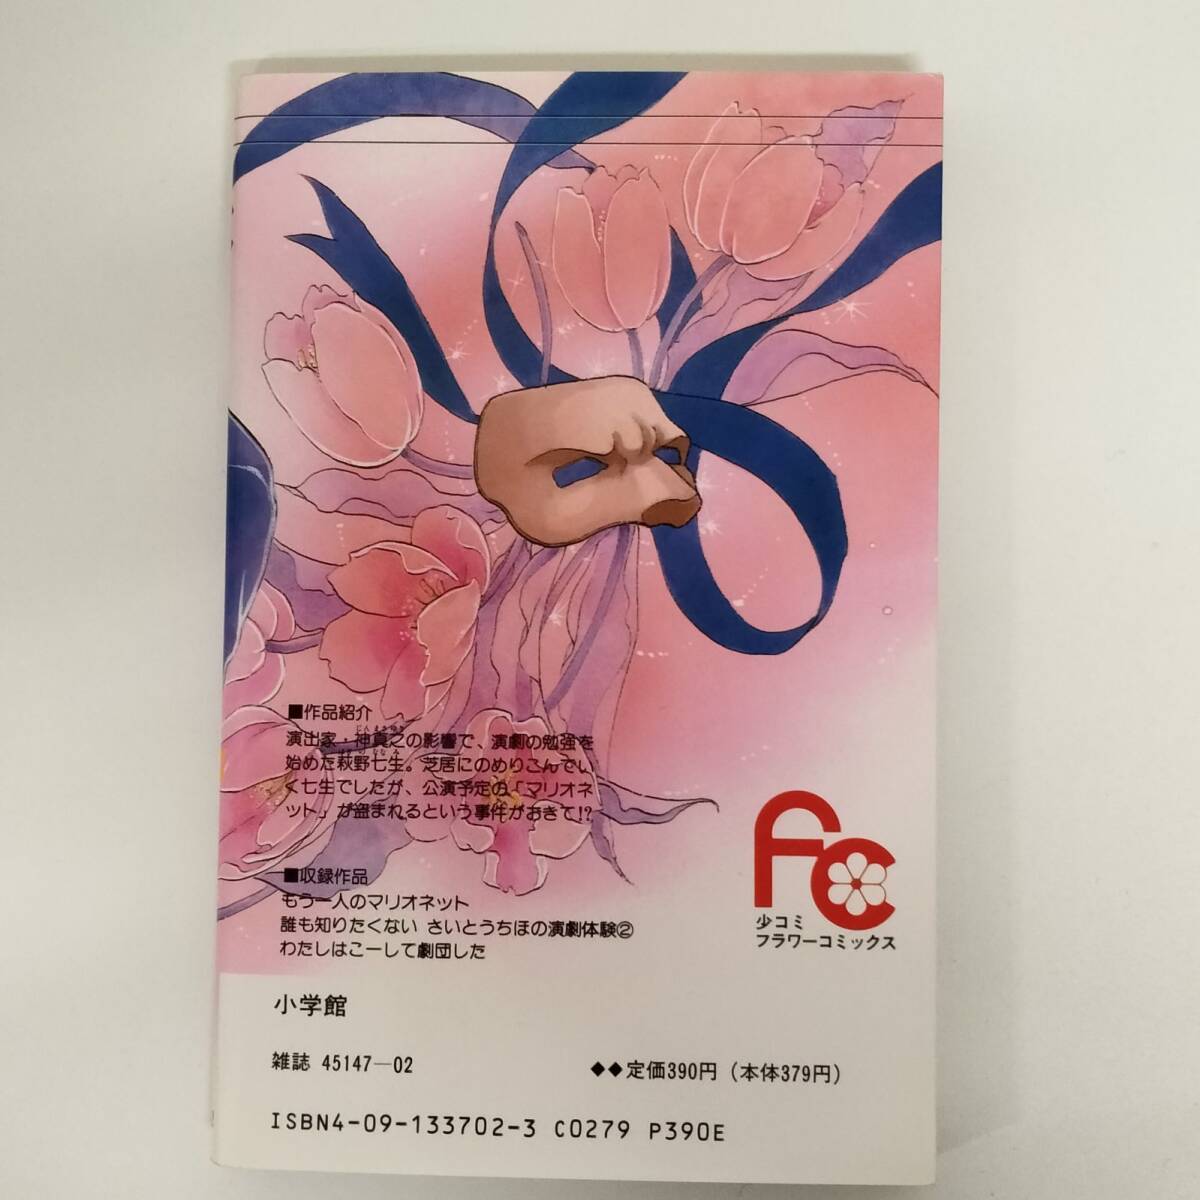 ■作品紹介
演出家・神真之の影響で、演劇の勉強を
始めた萩野七生。芝居にのめりこんでい
く七生でしたが、公演予定の「マリオネ
ット」が盗まれるという事件がおきて!?
■収録作品
もう一人のマリオネット
誰も知りたくない さいとうちほの演劇体験②
わたしはこーして劇団した
FC
少コミ
フラワーコミックス
小学館
雑誌 45147―02
◆◆定価390円（本体379円）
ISBN4-09-133702-3 C0279 P390E